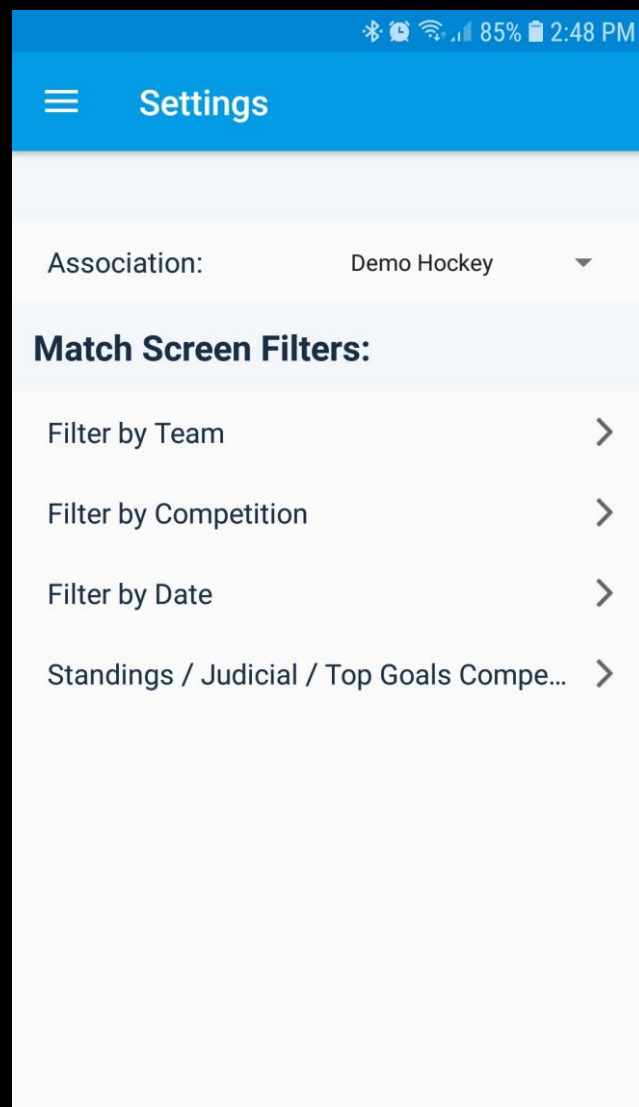 85% 2:48 PM
Settings
Association: Demo Hockey
Match Screen Filters:
Filter by Team
Filter by Competition
Filter by Date
Standings / Judicial / Top Goals Compe...